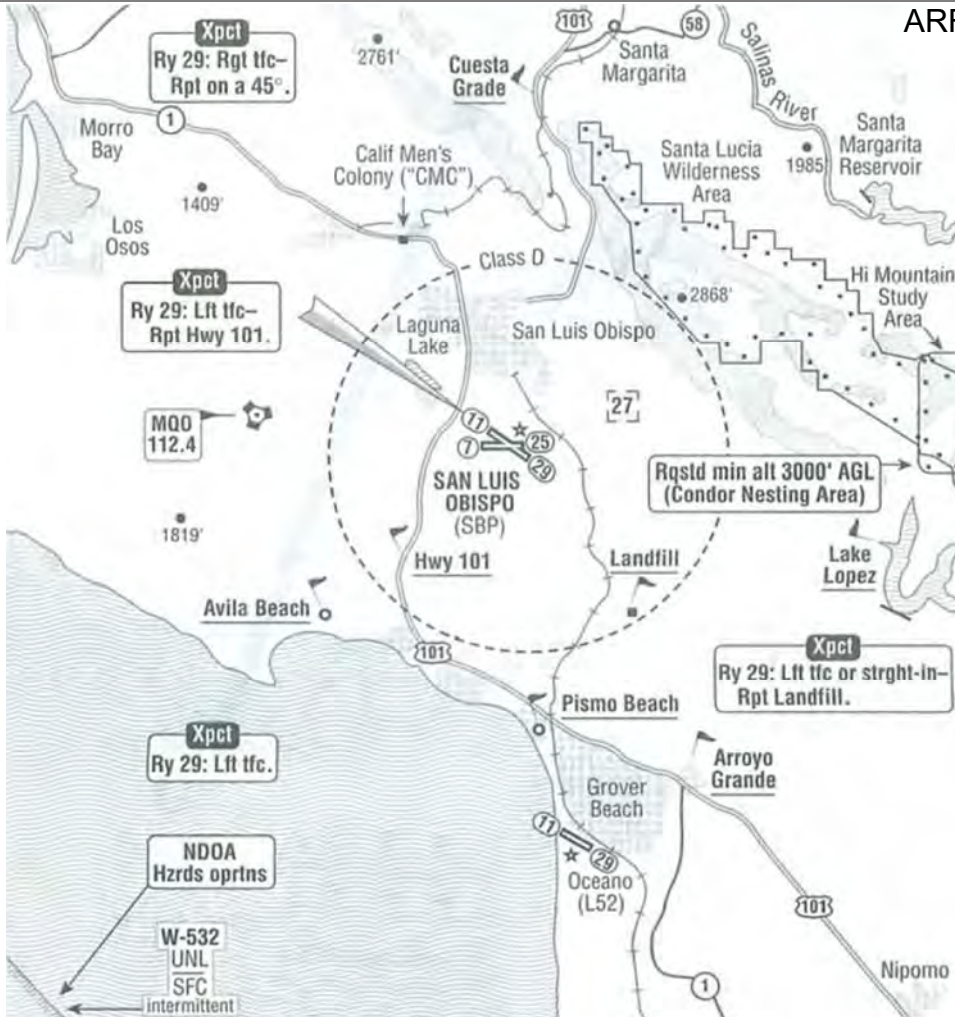 ARR
Xpct
Ry 29: Rgt tfc–
Rpt on a 45°.
2761'
101
58
Santa
Margarita
Cuesta
Grade
Salinas
River
1
Morro
Bay
Calif Men's
Colony ("CMC")
Santa Lucia
Wilderness
Area
1985
Santa
Margarita
Reservoir
1409'
Los
Osos
Class D
Xpct
Ry 29: Lft tfc–
Rpt Hwy 101.
Laguna
Lake
San Luis Obispo
2868'
Hi Mountain
Study
Area
MQO
112.4
11
7
25
29
27
SAN LUIS
OBISPO
(SBP)
Rqstd min alt 3000' AGL
(Condor Nesting Area)
1819'
Hwy 101
Landfill
Lake
Lopez
Avila Beach
101
Xpct
Ry 29: Lft tfc or strght-in–
Rpt Landfill.
Pismo Beach
Xpct
Ry 29: Lft tfc.
Arroyo
Grande
Grover
Beach
11
29
Oceano
(L52)
NDOA
Hzrds oprtns
101
W-532
UNL
SFC
intermittent
Nipomo
1